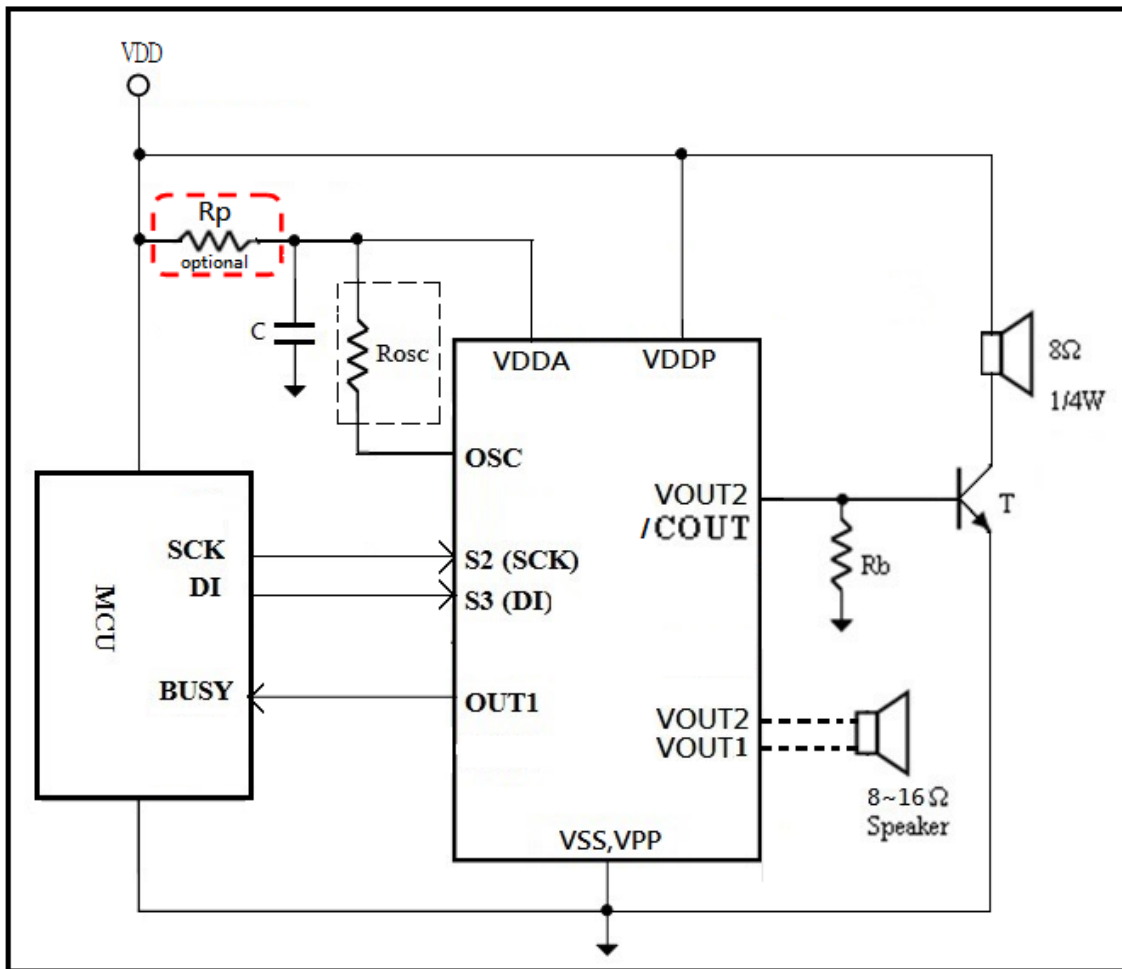 VDD
Rp
optional
C
Rosc
VDDA
VDDP
8Ω
1/4W
OSC
VOUT2
/COUT
T
SCK
S2 (SCK)
DI
S3 (DI)
Rb
MCU
BUSY
OUT1
VOUT2
VOUT1
8~16 Ω
Speaker
VSS,VPP